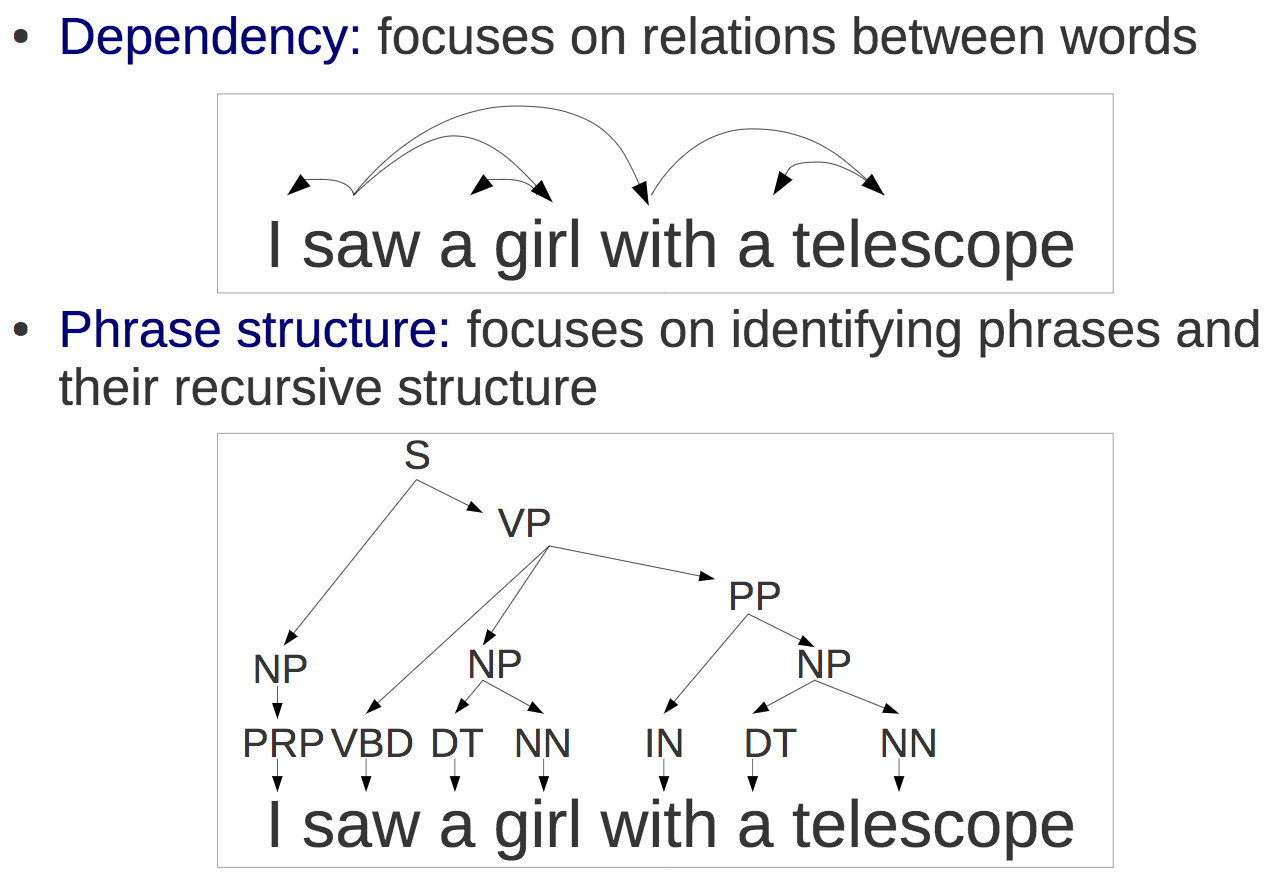 • Dependency: focuses on relations between words
I saw a girl with a telescope
• Phrase structure: focuses on identifying phrases and
their recursive structure
S
VP
PP
NP NP NP
PRP VBD DT NN IN DT NN
I saw a girl with a telescope